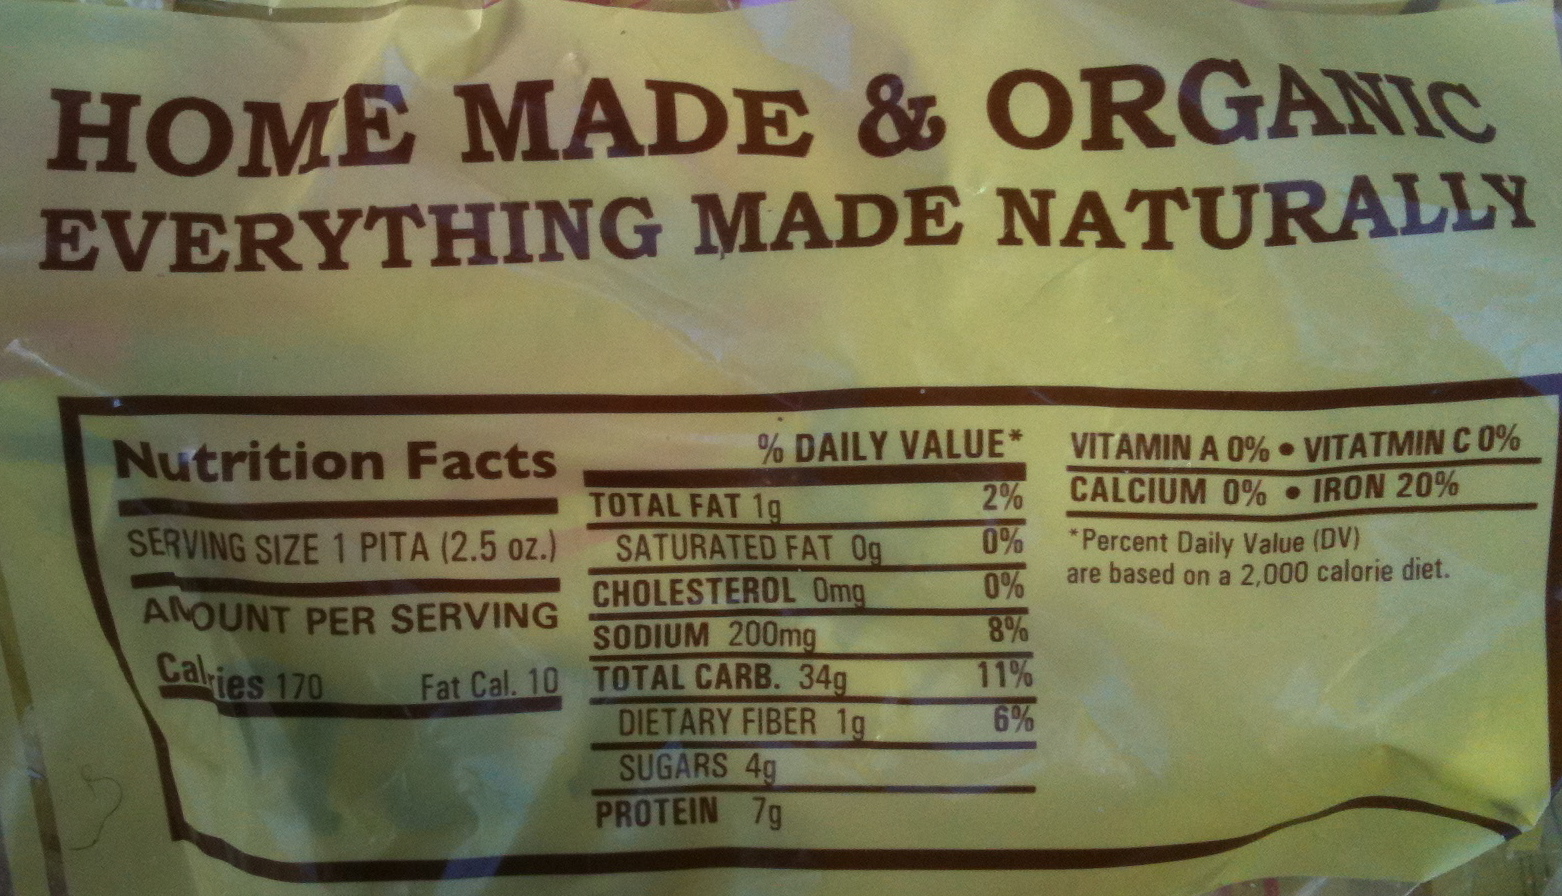 HOME MADE & ORGANIC
EVERYTHING MADE NATURALLY
Nutrition Facts
SERVING SIZE 1 PITA (2.5 oz.)
AMOUNT PER SERVING
Calories 170 Fat Cal. 10
% DAILY VALUE*
TOTAL FAT 1g 2%
SATURATED FAT 0g 0%
CHOLESTEROL 0mg 0%
SODIUM 200mg 8%
TOTAL CARB. 34g 11%
DIETARY FIBER 1g 6%
SUGARS 4g
PROTEIN 7g
VITAMIN A 0% • VITATMIN C 0%
CALCIUM 0% • IRON 20%
*Percent Daily Value (DV)
are based on a 2,000 calorie diet.